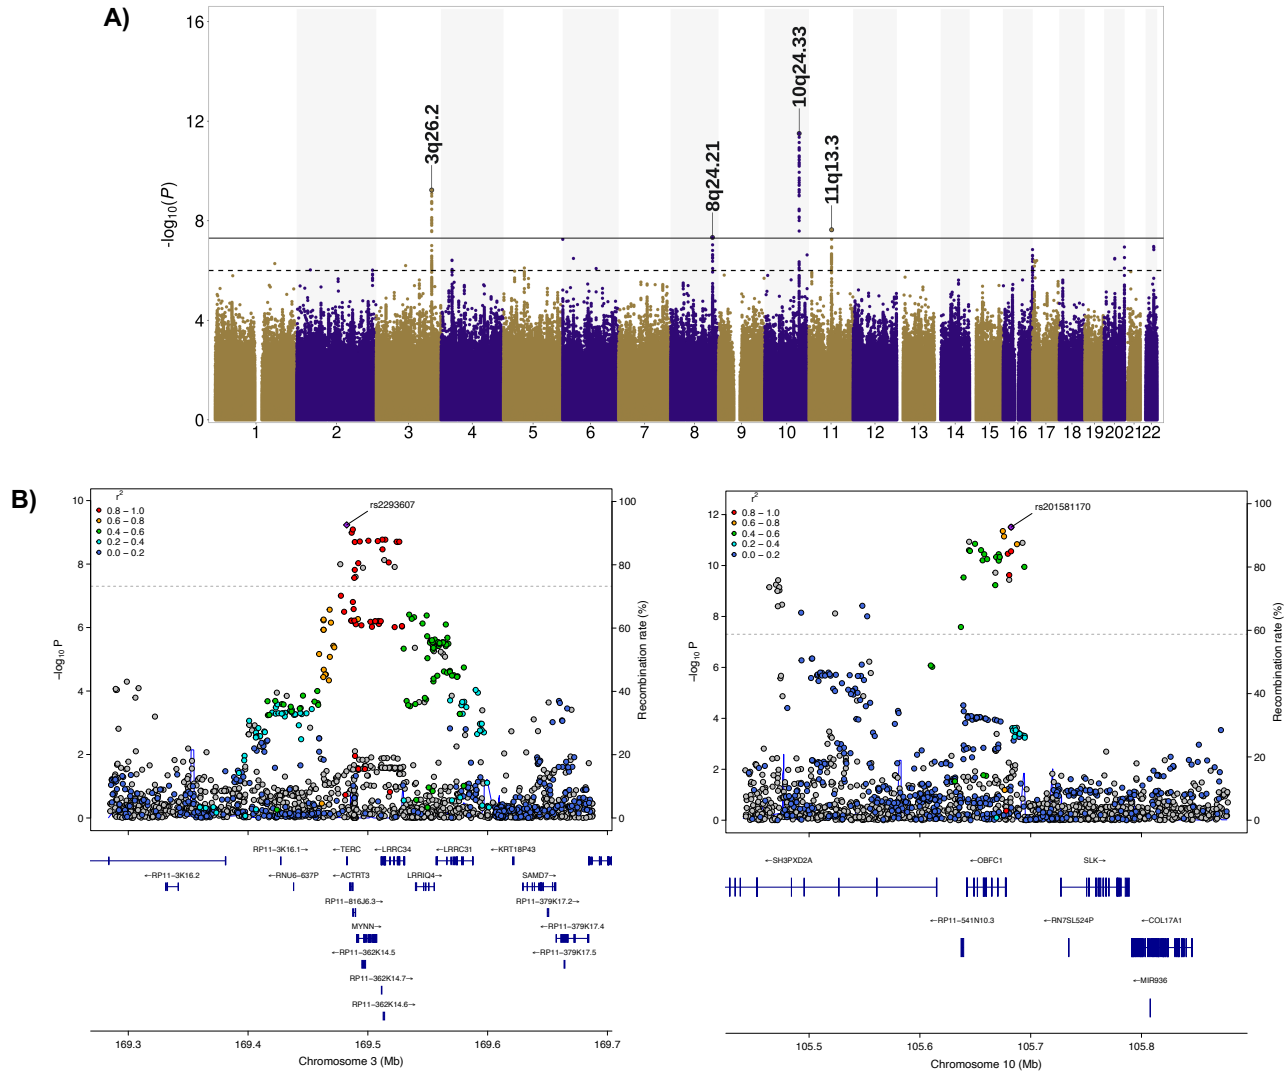 A)
16
12
8
4
0
-log10(P)
3q26.2
8q24.21
10q24.33
11q13.3
1 2 3 4 5 6 7 8 9 10 11 12 13 14 15 16 17 18 19 20 21 22
B)
r2
0.8 − 1.0
0.6 − 0.8
0.4 − 0.6
0.2 − 0.4
0.0 − 0.2
rs2293607
10
8
6
4
2
0
−log10 P
100
80
60
40
20
0
Recombination rate (%)
RP11−3K16.1→ ←TERC ←LRRC34 ←LRRC31 ←KRT18P43
←RP11−3K16.2 ←RNU6−637P ←ACTRT3 LRRIQ4→ SAMD7→
RP11−816J6.3→ RP11−379K17.2→
MYNN→ ←RP11−379K17.4
←RP11−362K14.5 ←RP11−379K17.5
RP11−362K14.7→
RP11−362K14.6→
169.3 169.4 169.5 169.6 169.7
Chromosome 3 (Mb)
r2
0.8 − 1.0
0.6 − 0.8
0.4 − 0.6
0.2 − 0.4
0.0 − 0.2
rs201581170
12
10
8
6
4
2
0
−log10 P
100
80
60
40
20
0
Recombination rate (%)
←SH3PXD2A ←OBFC1 SLK→
←RP11−541N10.3 ←RN7SL524P ←COL17A1
←MIR936
105.5 105.6 105.7 105.8
Chromosome 10 (Mb)